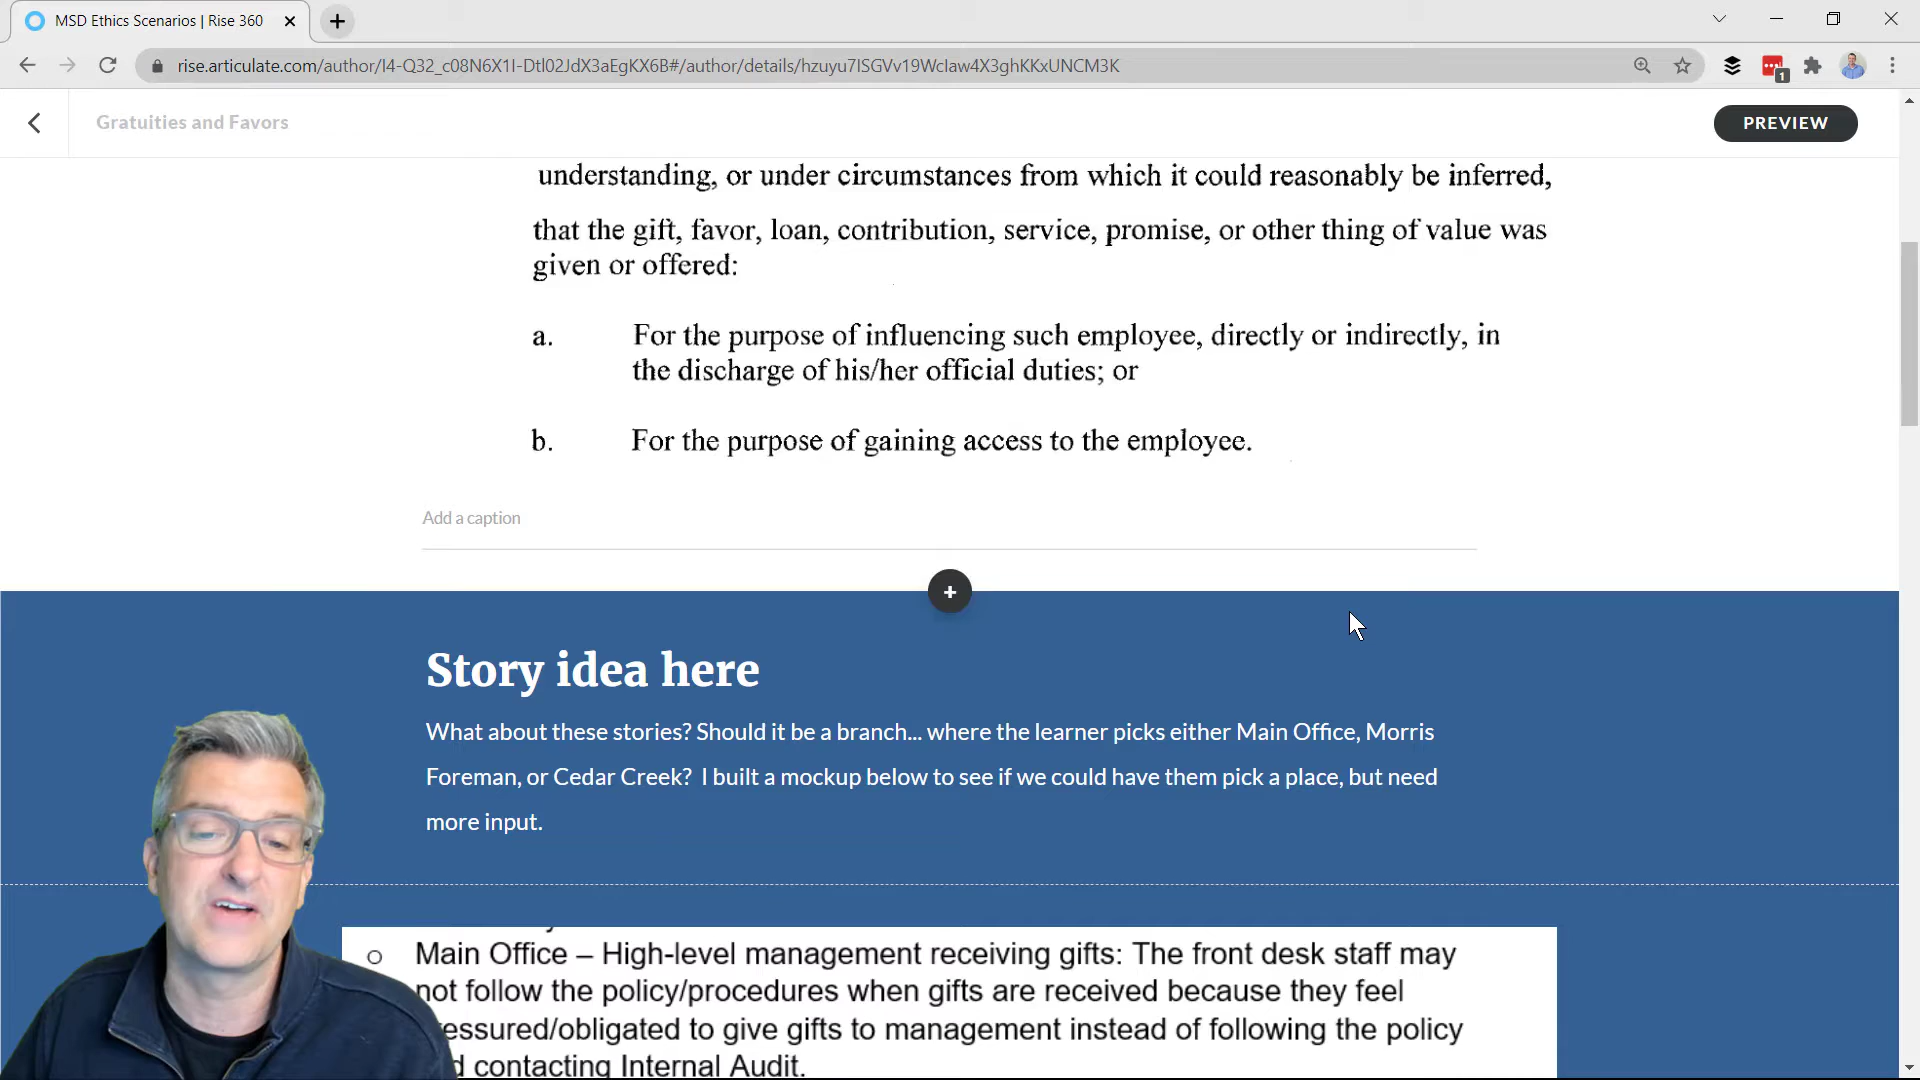 MSD Ethics Scenarios | Rise 360
rise.articulate.com/author/I4-Q32_c08N6X1I-Dtl02JdX3aEgKX6B#/author/details/hzuyu7ISGVv19WcIaw4X3ghKKxUNCM3K
1
Gratuities and Favors
PREVIEW
understanding, or under circumstances from which it could reasonably be inferred,
that the gift, favor, loan, contribution, service, promise, or other thing of value was
given or offered:
a. For the purpose of influencing such employee, directly or indirectly, in
the discharge of his/her official duties; or
b. For the purpose of gaining access to the employee.
Add a caption
Story idea here
What about these stories? Should it be a branch... where the learner picks either Main Office, Morris
Foreman, or Cedar Creek? I built a mockup below to see if we could have them pick a place, but need
more input.
Main Office – High-level management receiving gifts: The front desk staff may
not follow the policy/procedures when gifts are received because they feel
essured/obligated to give gifts to management instead of following the policy
d contacting Internal Audit.